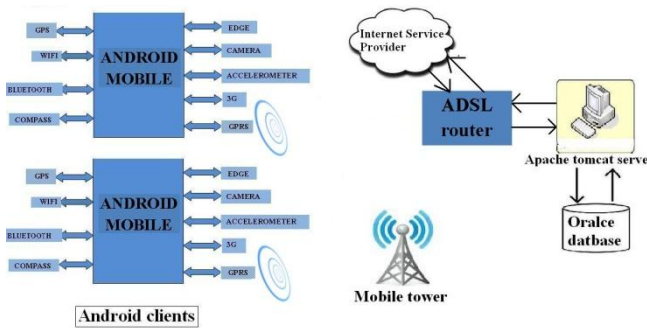 GPS
WIFI
BLUETOOTH
COMPASS
ANDROID
MOBILE
EDGE
CAMERA
ACCELEROMETER
3G
GPRS
GPS
WIFI
BLUETOOTH
COMPASS
ANDROID
MOBILE
EDGE
CAMERA
ACCELEROMETER
3G
GPRS
Android clients
Internet Service
Provider
ADSL
router
Apache tomcat serve
Oralce
datbase
Mobile tower